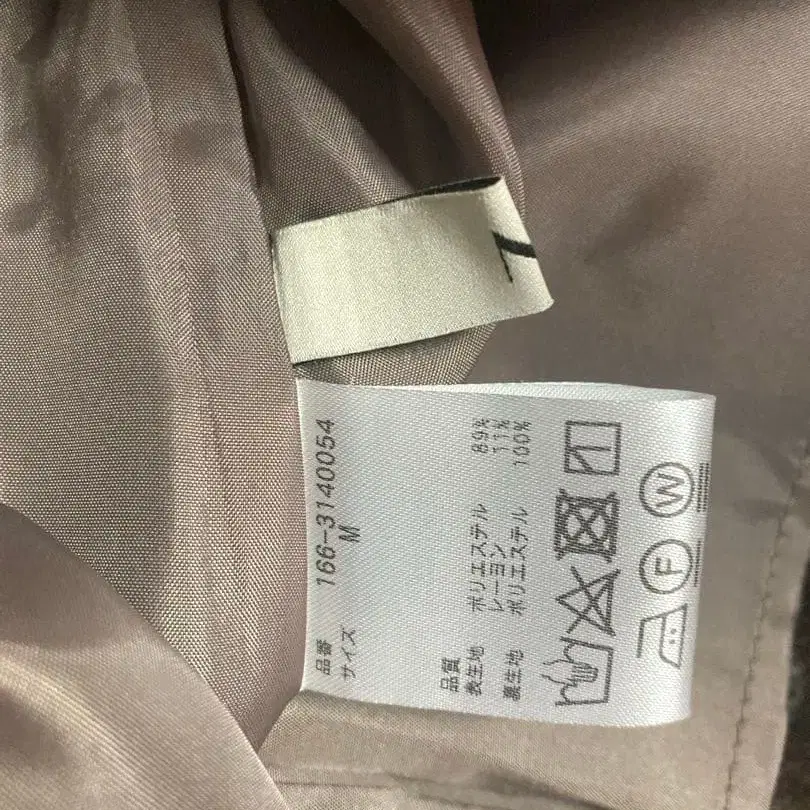 品番 166-3140054
サイズ M
品質
表生地 ポリエステル 89%
レーヨン 11%
裏生地 ポリエステル 100%
F W
7